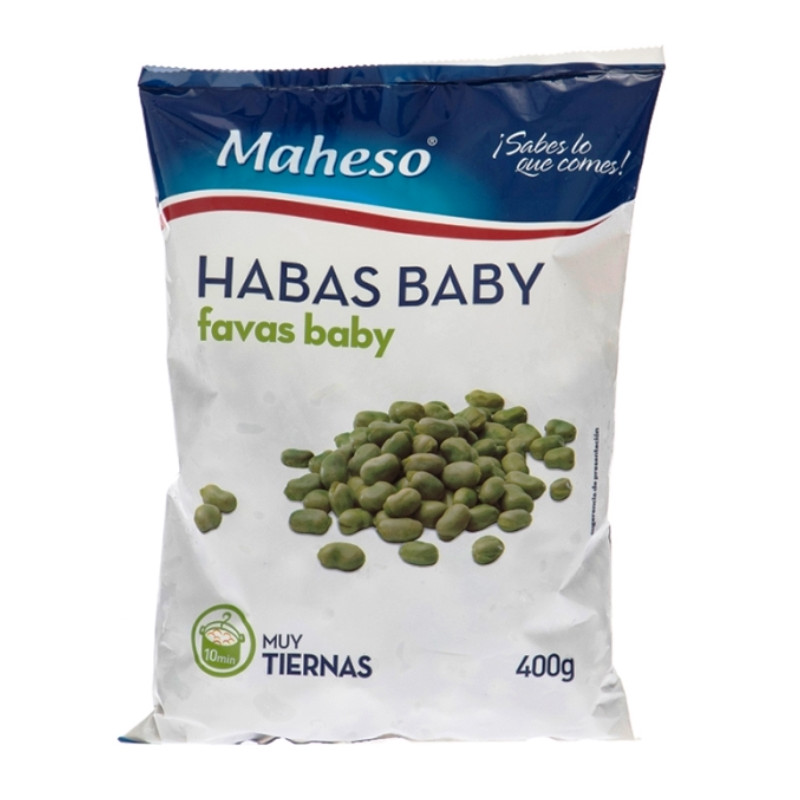 Maheso®
¡Sabes lo
que comes!
HABAS BABY
favas baby
sugerencia de presentación
10min
MUY
TIERNAS
400g